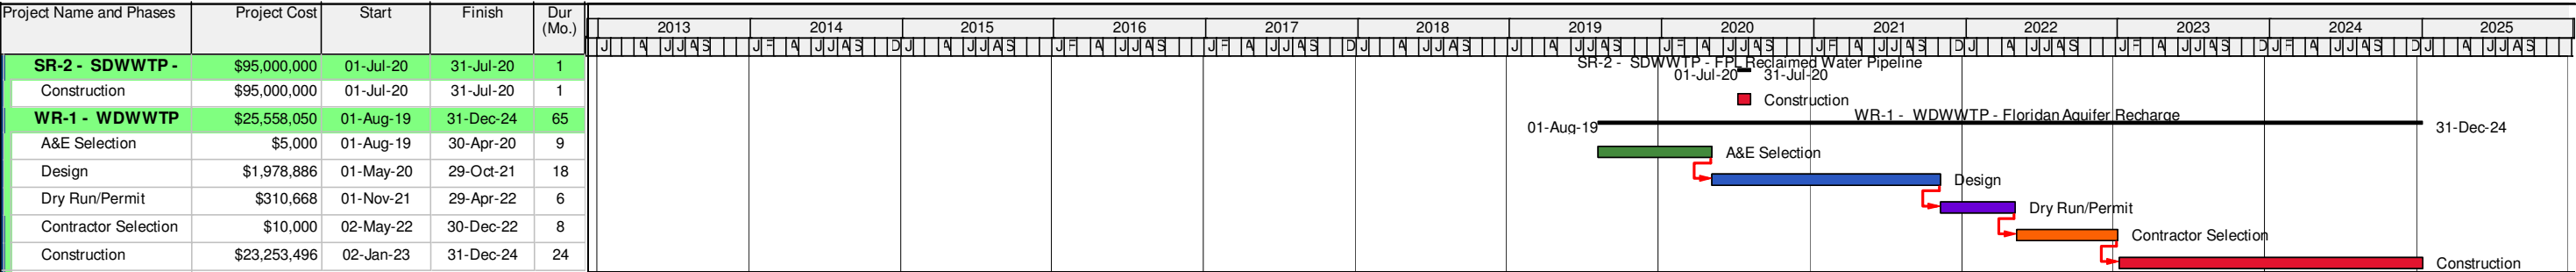 Project Name and Phases Project Cost Start Finish Dur (Mo.)
2013 2014 2015 2016 2017 2018 2019 2020 2021 2022 2023 2024 2025
J A J J A S J F A J J A S D J A J J A S J F A J J A S J F A J J A S D J A J J A S J A J J A S J F A J J A S J F A J J A S D J A J J A S J F A J J A S D J F A J J A S D J A J J A S
SR-2 - SDWWTP - $95,000,000 01-Jul-20 31-Jul-20 1
SR-2 - SDWWTP - FPL Reclaimed Water Pipeline
01-Jul-20 31-Jul-20
Construction $95,000,000 01-Jul-20 31-Jul-20 1
Construction
WR-1 - WDWWTP $25,558,050 01-Aug-19 31-Dec-24 65
WR-1 - WDWWTP - Floridan Aquifer Recharge
01-Aug-19 31-Dec-24
A&E Selection $5,000 01-Aug-19 30-Apr-20 9
A&E Selection
Design $1,978,886 01-May-20 29-Oct-21 18
Design
Dry Run/Permit $310,668 01-Nov-21 29-Apr-22 6
Dry Run/Permit
Contractor Selection $10,000 02-May-22 30-Dec-22 8
Contractor Selection
Construction $23,253,496 02-Jan-23 31-Dec-24 24
Construction